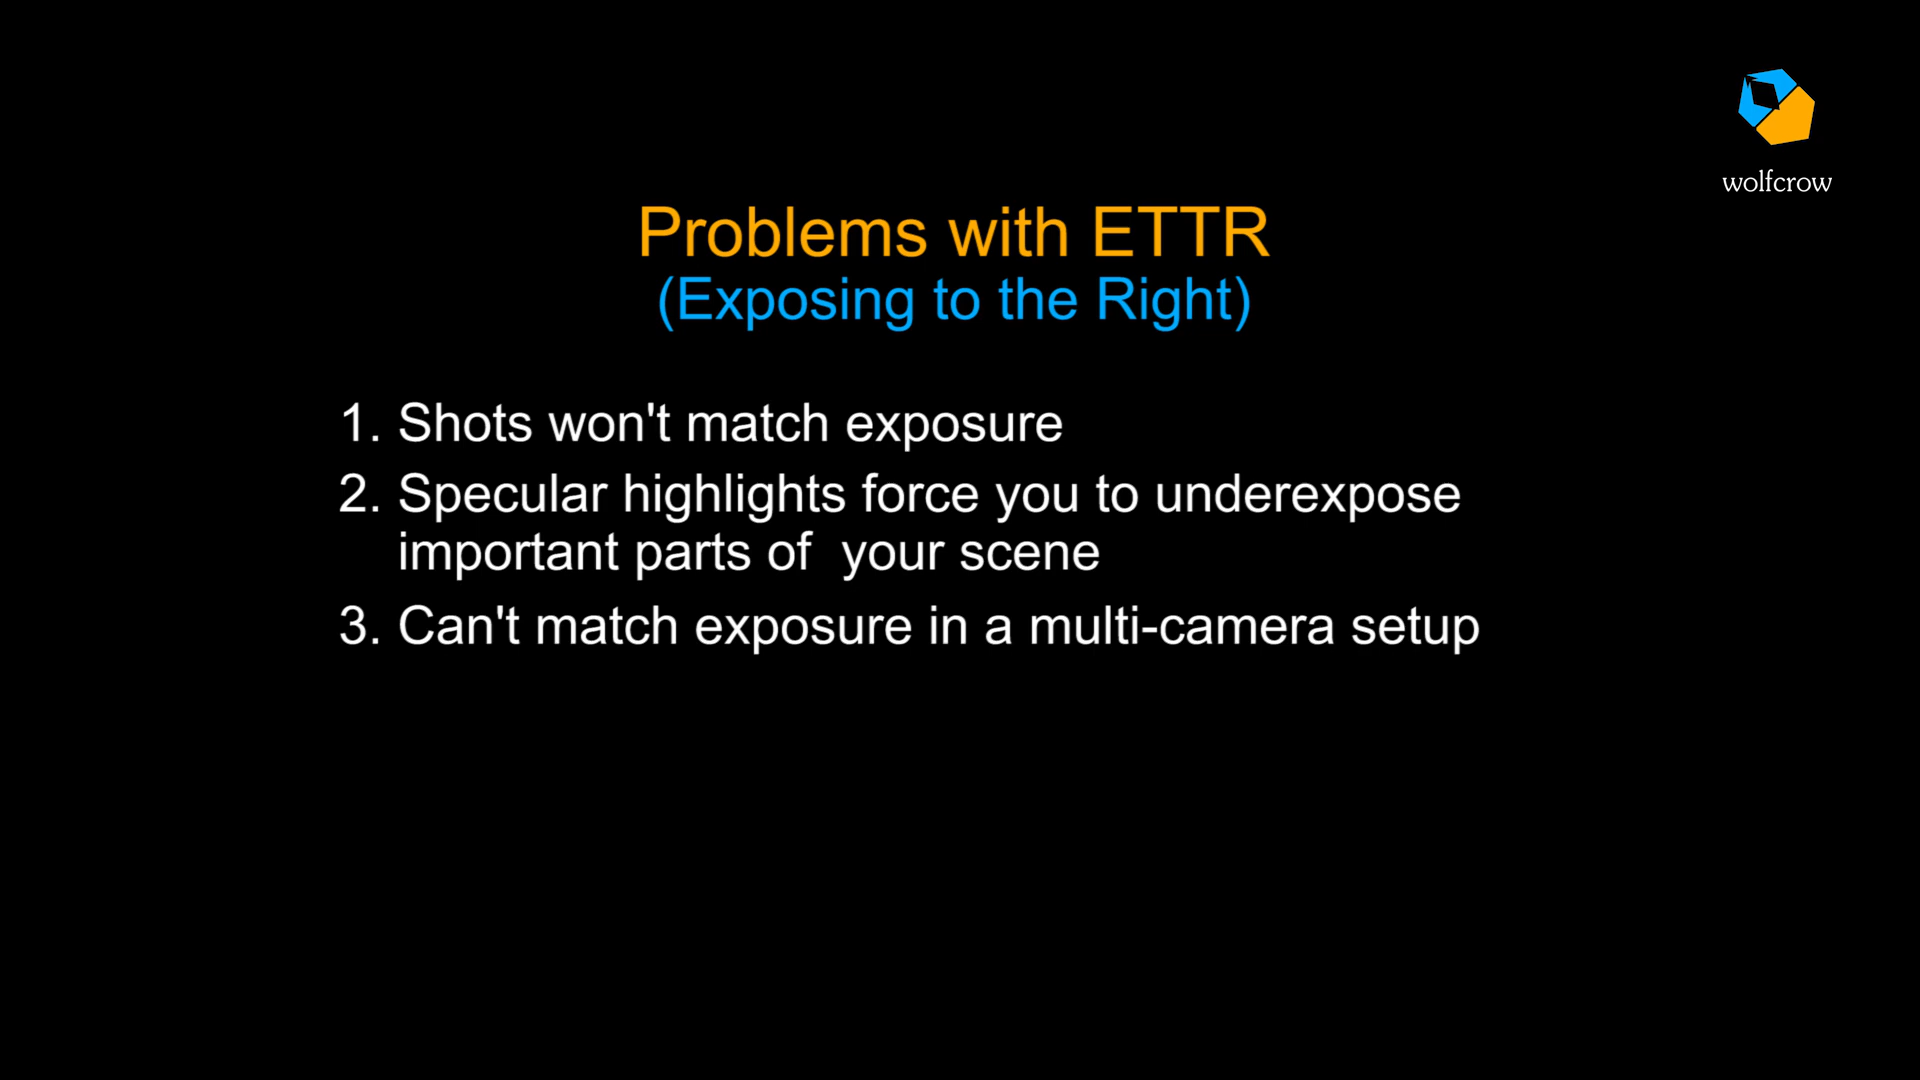 wolfcrow
Problems with ETTR
(Exposing to the Right)
1. Shots won't match exposure
2. Specular highlights force you to underexpose
important parts of  your scene
3. Can't match exposure in a multi-camera setup